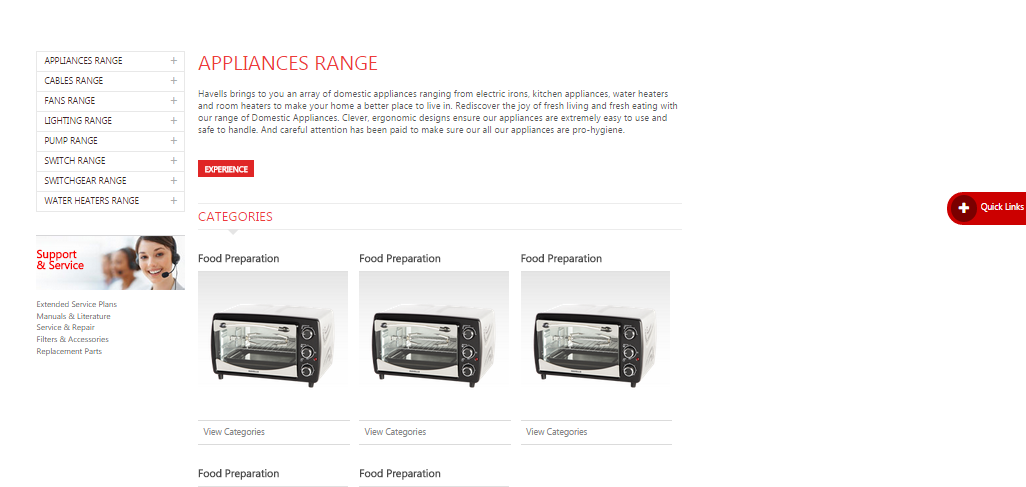 APPLIANCES RANGE +
CABLES RANGE +
FANS RANGE +
LIGHTING RANGE +
PUMP RANGE +
SWITCH RANGE +
SWITCHGEAR RANGE +
WATER HEATERS RANGE +
Support
& Service
Extended Service Plans
Manuals & Literature
Service & Repair
Filters & Accessories
Replacement Parts
APPLIANCES RANGE
Havells brings to you an array of domestic appliances ranging from electric irons, kitchen appliances, water heaters
and room heaters to make your home a better place to live in. Rediscover the joy of fresh living and fresh eating with
our range of Domestic Appliances. Clever, ergonomic designs ensure our appliances are extremely easy to use and
safe to handle. And careful attention has been paid to make sure our all our appliances are pro-hygiene.
EXPERIENCE
CATEGORIES
Food Preparation Food Preparation Food Preparation
View Categories View Categories View Categories
Food Preparation Food Preparation
Quick Links